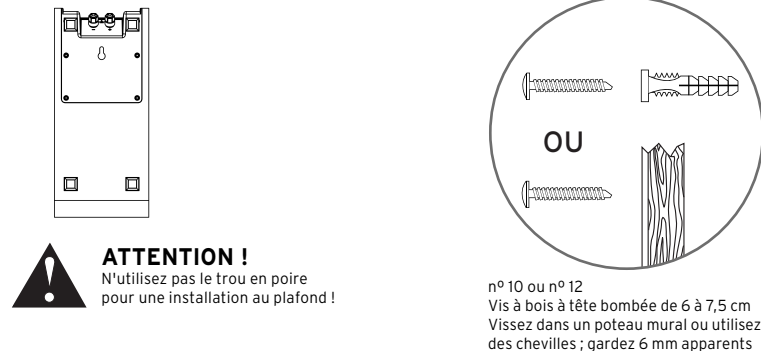 OU
ATTENTION !
N'utilisez pas le trou en poire
pour une installation au plafond !
nº 10 ou nº 12
Vis à bois à tête bombée de 6 à 7,5 cm
Vissez dans un poteau mural ou utilisez
des chevilles ; gardez 6 mm apparents